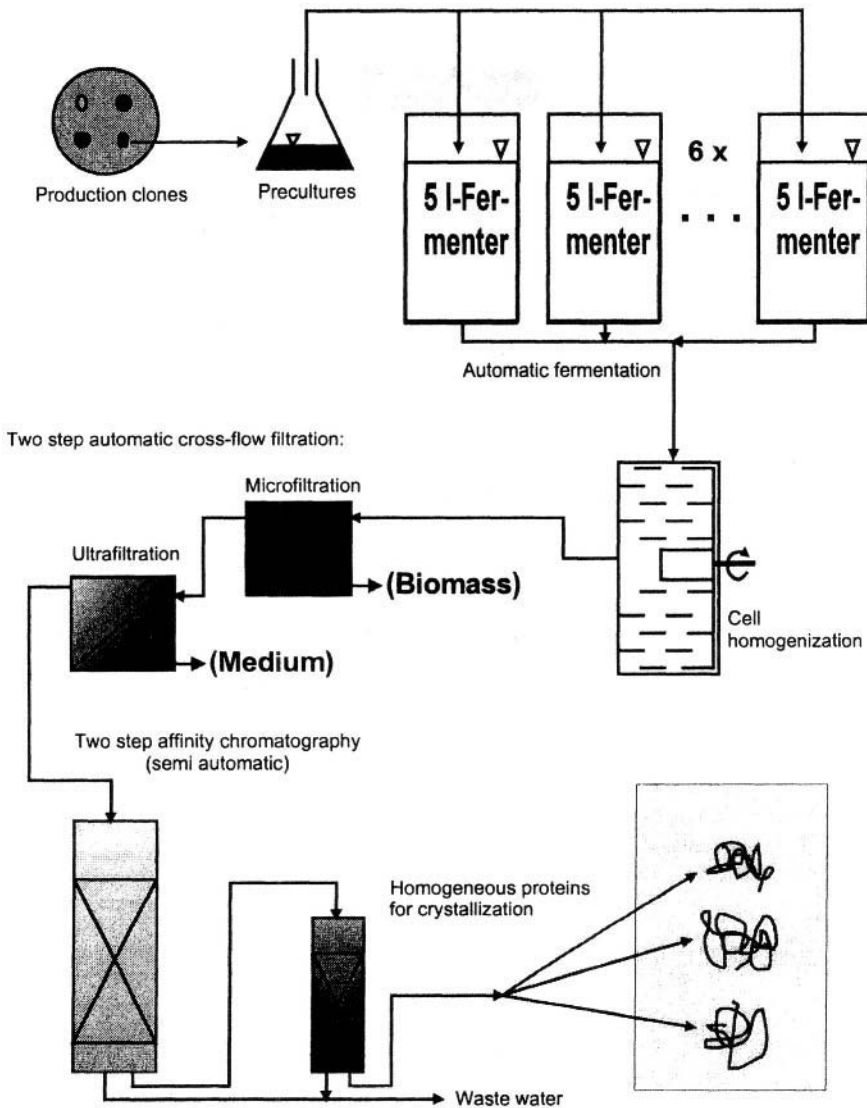 Production clones
Precultures
5 l-Fer-
menter
5 l-Fer-
menter
6 x
. . .
5 l-Fer-
menter
Automatic fermentation
Two step automatic cross-flow filtration:
Microfiltration
Ultrafiltration
(Biomass)
(Medium)
Cell
homogenization
Two step affinity chromatography
(semi automatic)
Homogeneous proteins
for crystallization
Waste water